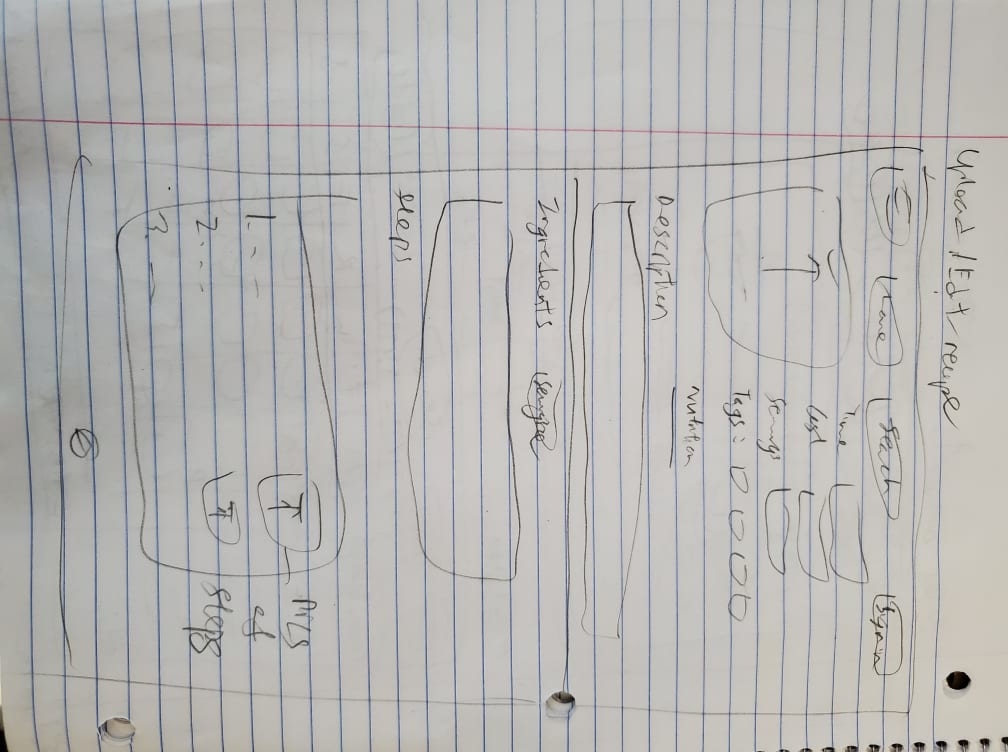 Upload / Edit recipe
Home Search Sign in
Time
Cost
Servings
Tags:
Nutrition
Description
Ingredients
Steps
1. - -
2. - - -
3. —
Pics
of
steps